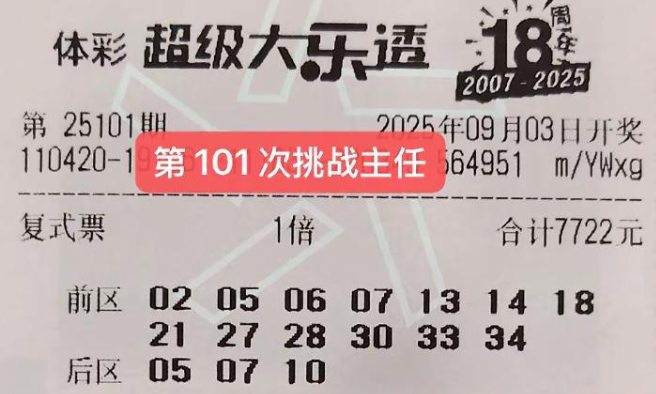 体彩 超级大乐透 18周年
2007-2025
第 25101期 2025年09月03日开奖
110420-19 564951 m/YWxg
第101次挑战主任
复式票 1倍 合计7722元
前区 02 05 06 07 13 14 18
21 27 28 30 33 34
后区 05 07 10